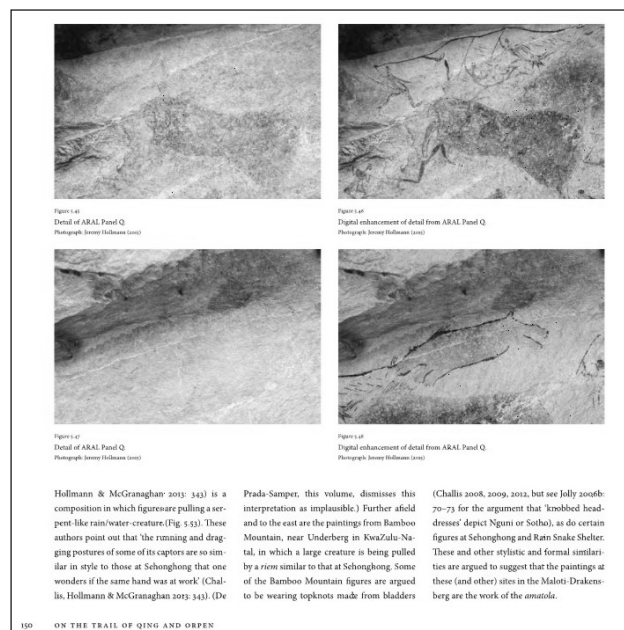 Figure 5.45
Detail of ARAL Panel Q.
Photograph: Jeremy Hollmann (2015)
Figure 5.46
Digital enhancement of detail from ARAL Panel Q.
Photograph: Jeremy Hollmann (2015)
Figure 5.47
Detail of ARAL Panel Q.
Photograph: Jeremy Hollmann (2015)
Figure 5.48
Digital enhancement of detail from ARAL Panel Q.
Photograph: Jeremy Hollmann (2015)
Hollmann & McGranaghan 2013: 343) is a
composition in which figures are pulling a ser-
pent-like rain/water-creature (Fig. 5.53). These
authors point out that ‘the running and drag-
ging postures of some of its captors are so sim-
ilar in style to those at Sehonghong that one
wonders if the same hand was at work’ (Chal-
lis, Hollmann & McGranaghan 2013: 343). (De
Prada-Samper, this volume, dismisses this
interpretation as implausible.) Further afield
and to the east are the paintings from Bamboo
Mountain, near Underberg in KwaZulu-Na-
tal, in which a large creature is being pulled
by a riem similar to that at Sehonghong. Some
of the Bamboo Mountain figures are argued
to be wearing topknots made from bladders
(Challis 2008, 2009, 2012, but see Jolly 2006b:
70–73 for the argument that ‘knobbed head-
dresses’ depict Nguni or Sotho), as do certain
figures at Sehonghong and Rain Snake Shelter.
These and other stylistic and formal similari-
ties are argued to suggest that the paintings at
these (and other) sites in the Maloti-Drakens-
berg are the work of the amatola.
150 ON THE TRAIL OF QING AND ORPEN